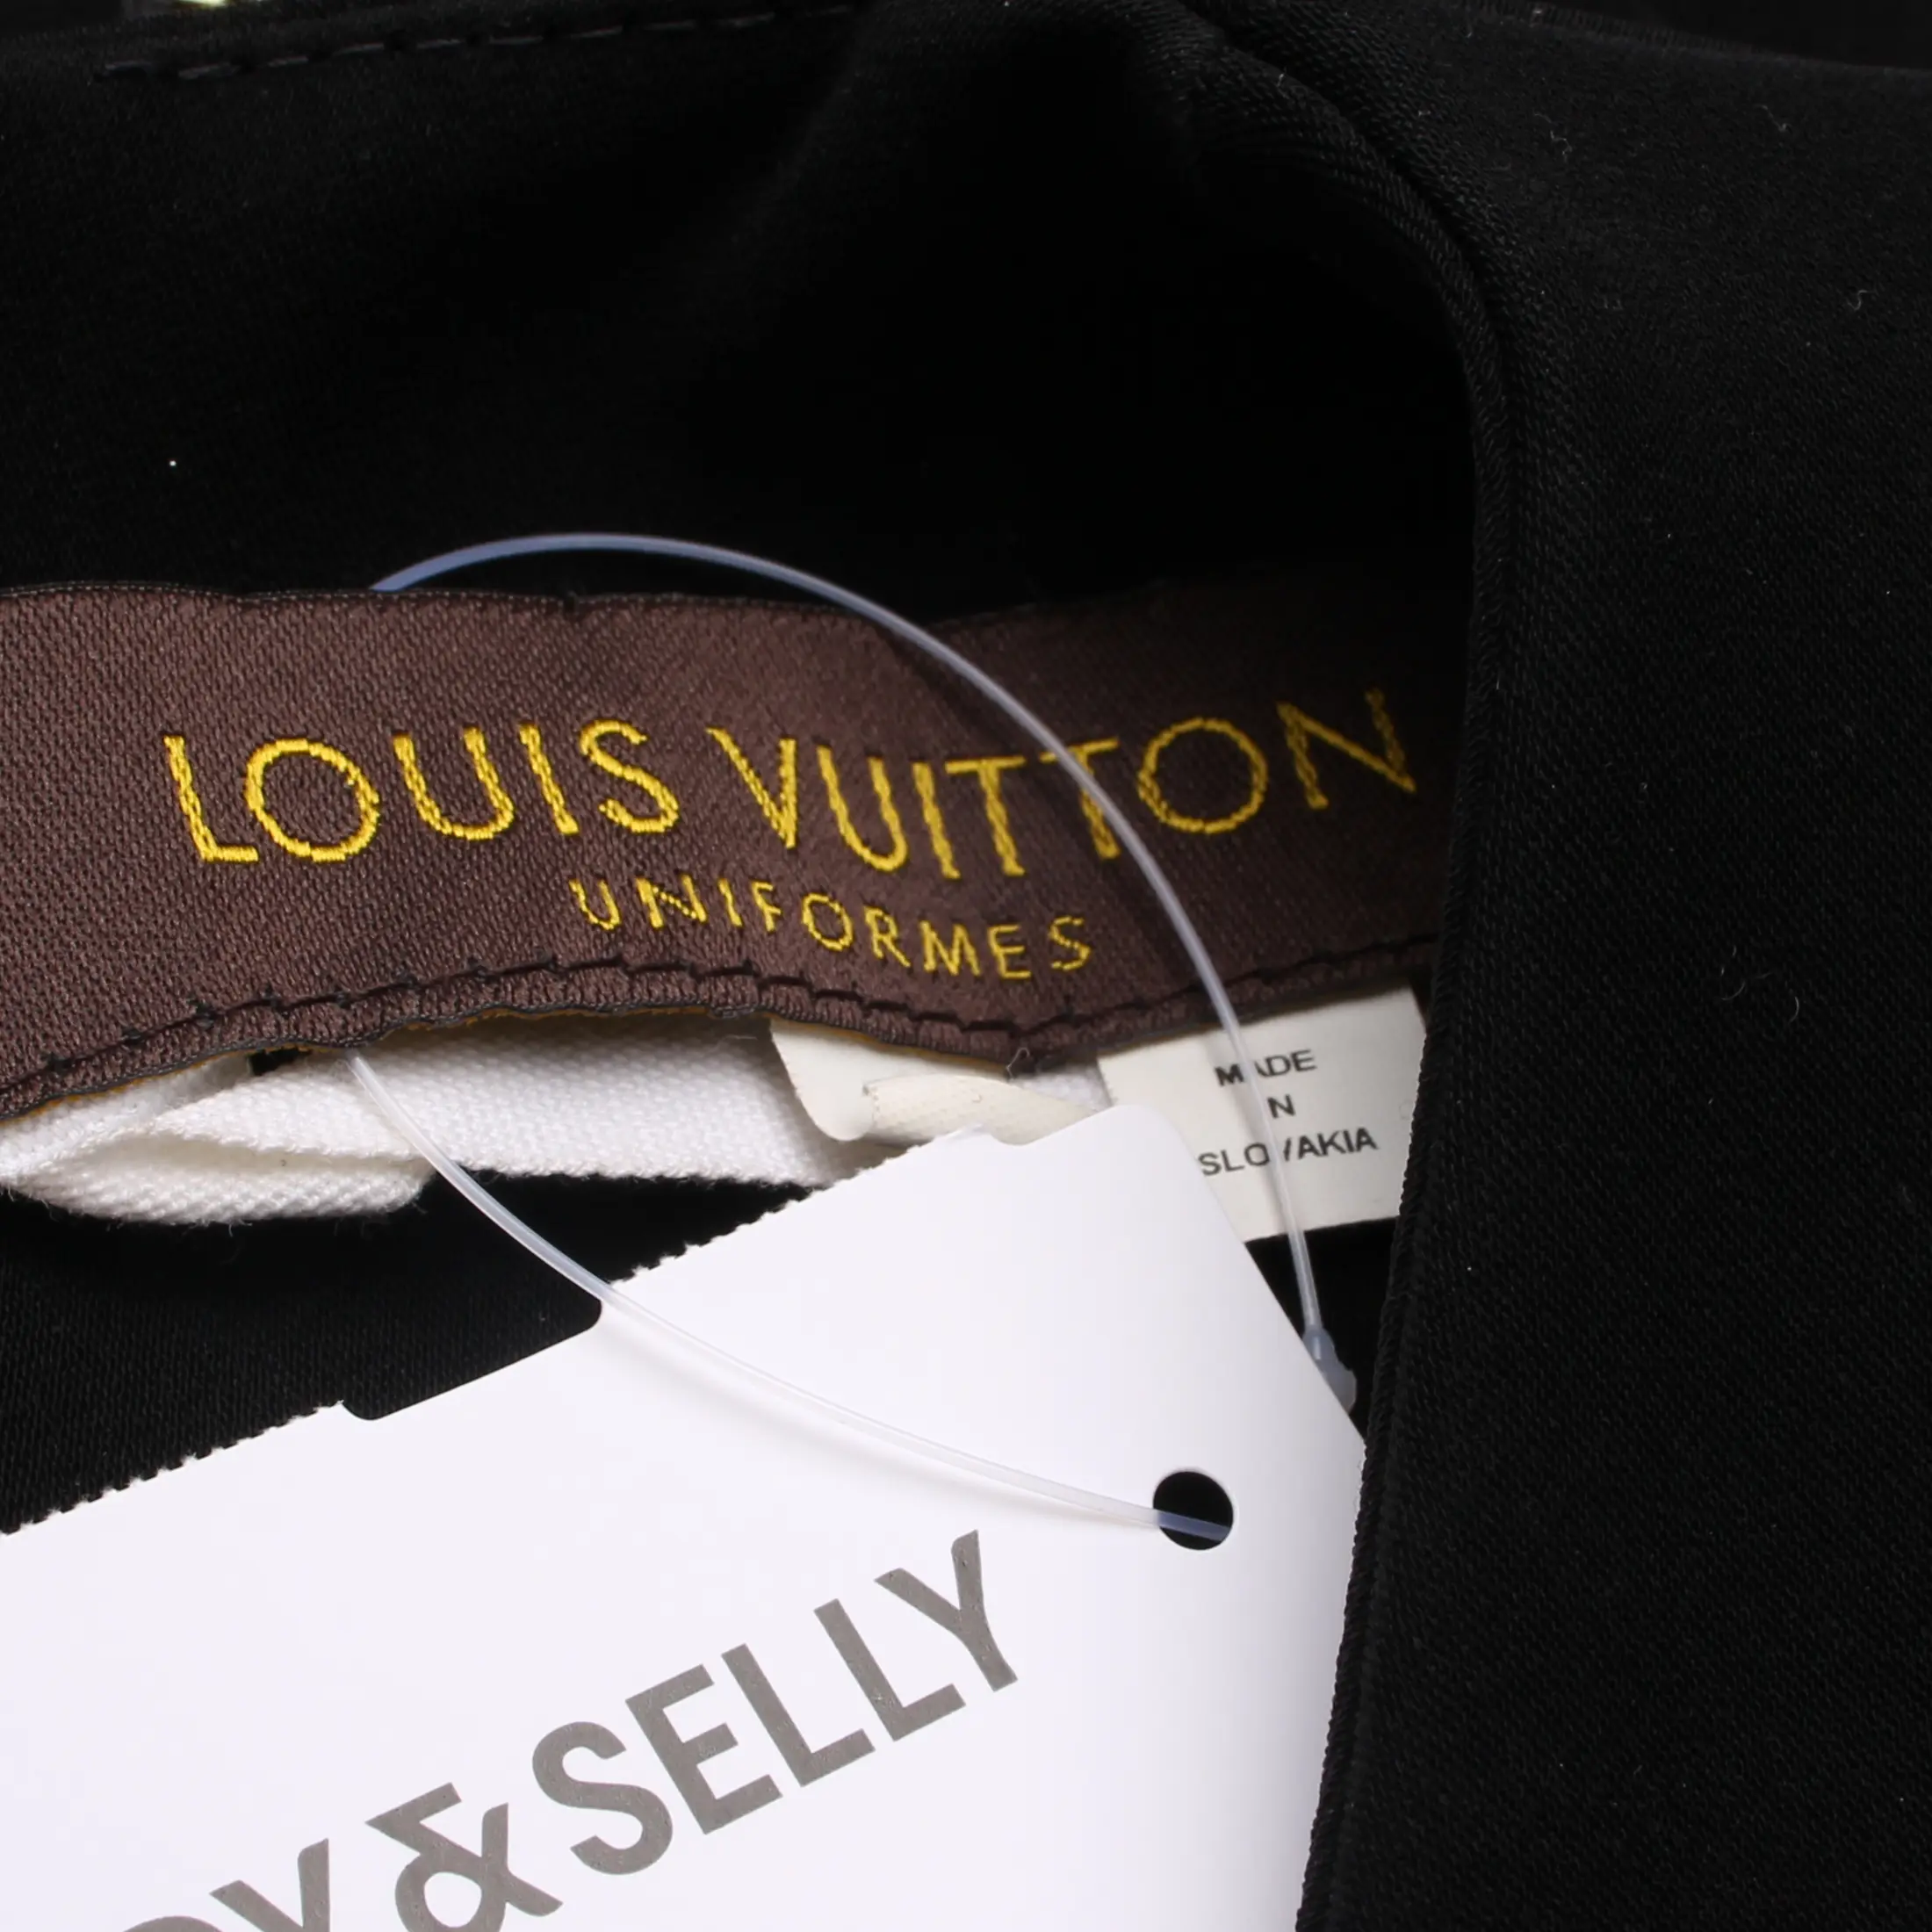 LOUIS VUITTON
UNIFORMES
MADE
IN
SLOVAKIA
& SELLY